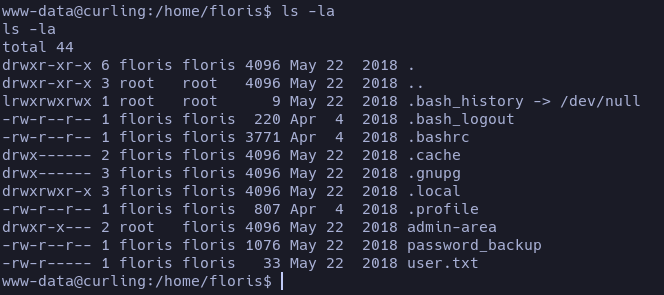 www-data@curling:/home/floris$ ls -la
ls -la
total 44
drwxr-xr-x 6 floris floris 4096 May 22  2018 .
drwxr-xr-x 3 root   root   4096 May 22  2018 ..
lrwxrwxrwx 1 root   root      9 May 22  2018 .bash_history -> /dev/null
-rw-r--r-- 1 floris floris  220 Apr  4  2018 .bash_logout
-rw-r--r-- 1 floris floris 3771 Apr  4  2018 .bashrc
drwx------ 2 floris floris 4096 May 22  2018 .cache
drwx------ 3 floris floris 4096 May 22  2018 .gnupg
drwxrwxr-x 3 floris floris 4096 May 22  2018 .local
-rw-r--r-- 1 floris floris  807 Apr  4  2018 .profile
drwxr-x--- 2 root   floris 4096 May 22  2018 admin-area
-rw-r--r-- 1 floris floris 1076 May 22  2018 password_backup
-rw-r----- 1 floris floris   33 May 22  2018 user.txt
www-data@curling:/home/floris$